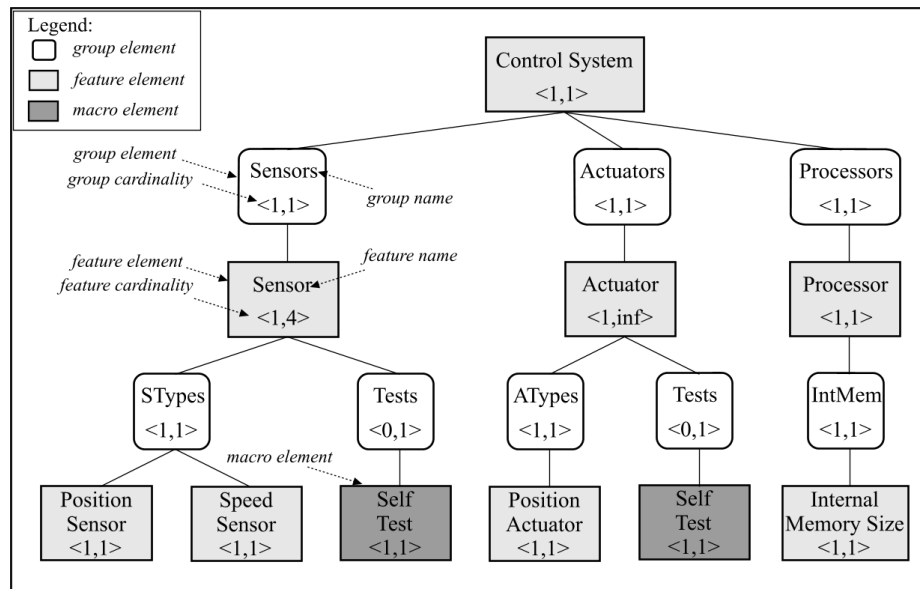 Legend:
group element
feature element
macro element
Control System
<1,1>
group element
group cardinality
Sensors
<1,1>
group name
Actuators
<1,1>
Processors
<1,1>
feature element
feature cardinality
Sensor
<1,4>
feature name
Actuator
<1,inf>
Processor
<1,1>
STypes
<1,1>
Tests
<0,1>
ATypes
<1,1>
Tests
<0,1>
IntMem
<1,1>
macro element
Position
Sensor
<1,1>
Speed
Sensor
<1,1>
Self
Test
<1,1>
Position
Actuator
<1,1>
Self
Test
<1,1>
Internal
Memory Size
<1,1>